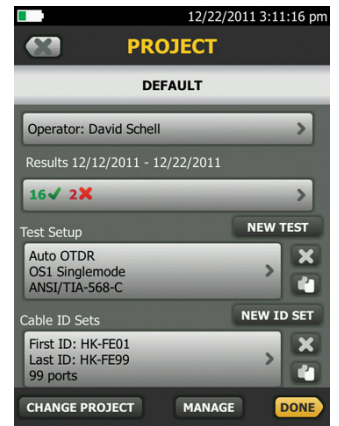 12/22/2011 3:11:16 pm
PROJECT
DEFAULT
Operator: David Schell
Results 12/12/2011 - 12/22/2011
16✔ 2✖
Test Setup
NEW TEST
Auto OTDR
OS1 Singlemode
ANSI/TIA-568-C
Cable ID Sets
NEW ID SET
First ID: HK-FE01
Last ID: HK-FE99
99 ports
CHANGE PROJECT
MANAGE
DONE